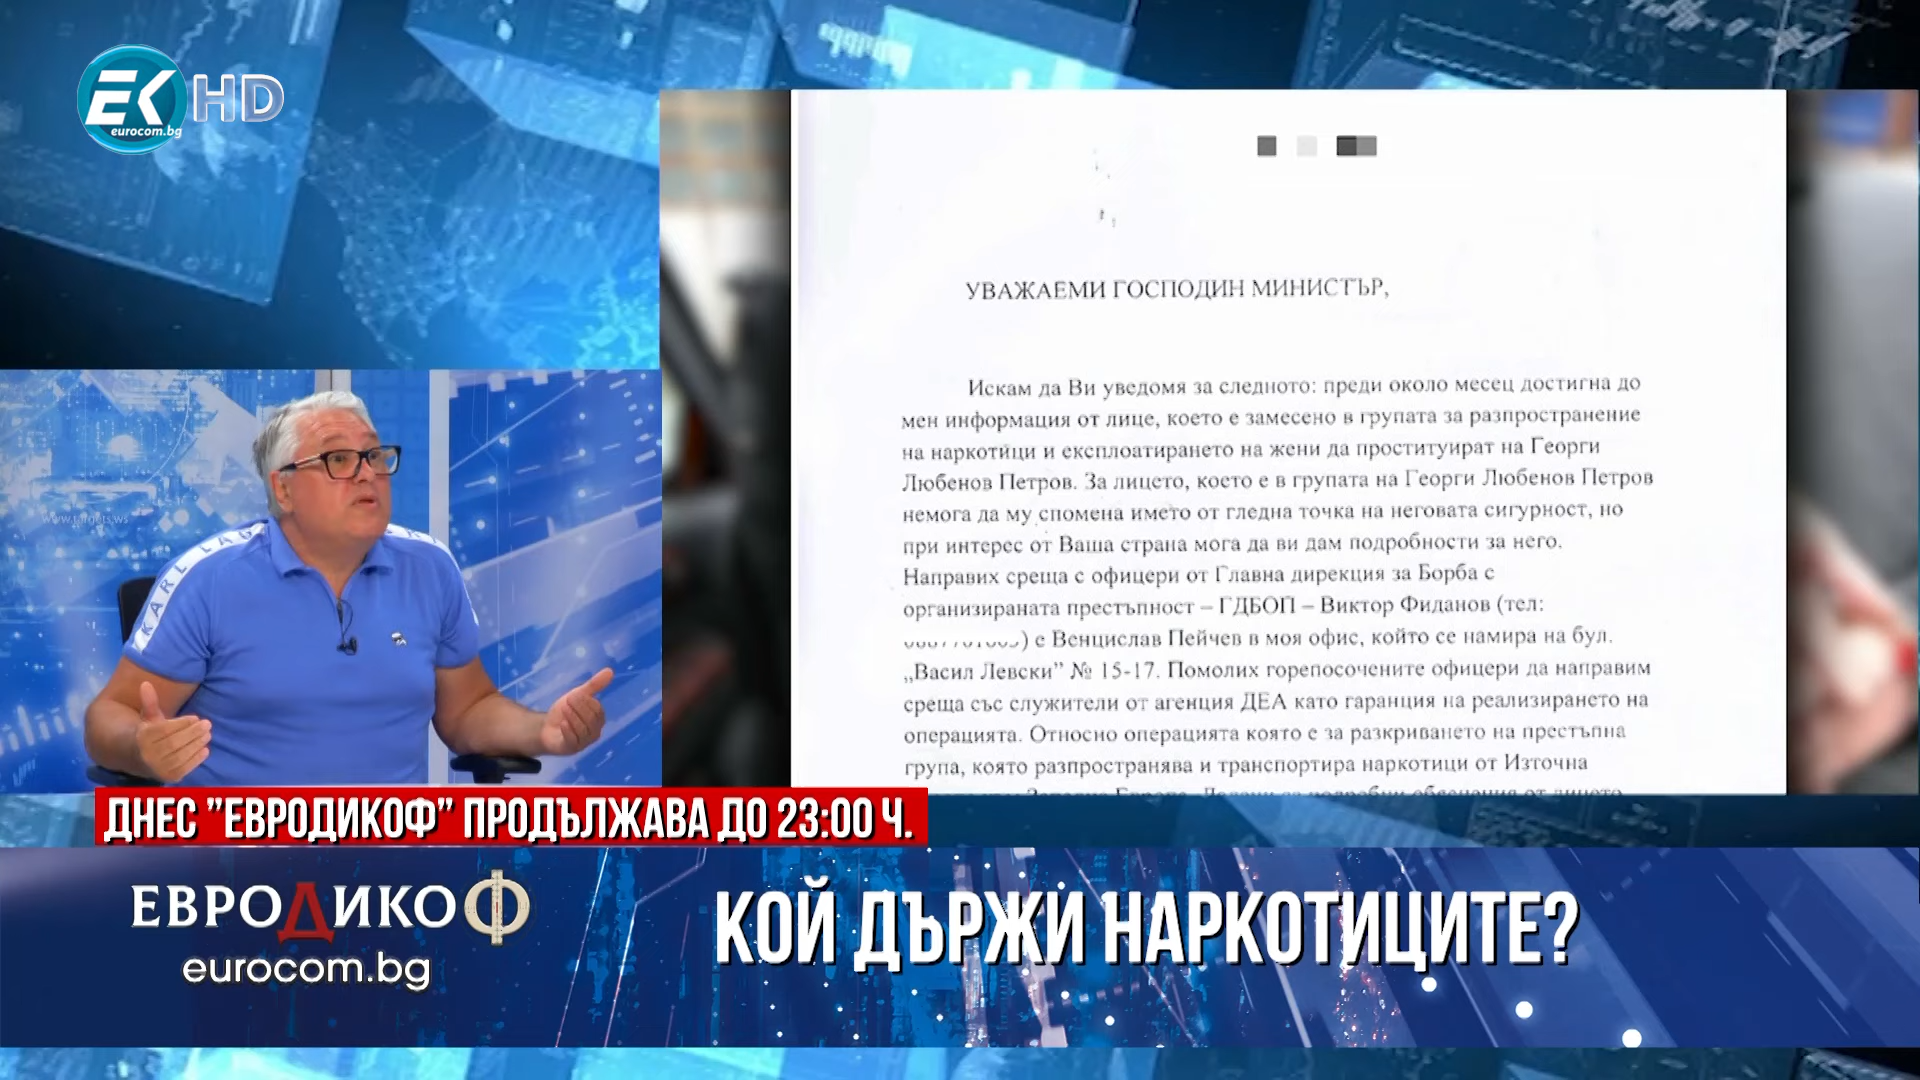 EK HD
eurocom.bg
УВАЖАЕМИ ГОСПОДИН МИНИСТЪР,
Искам да Ви уведомя за следното: преди около месец достигна до
мен информация от лице, което е замесено в групата за разпространение
на наркотици и експлоатирането на жени да проституират на Георги
Любенов Петров. За лицето, което е в групата на Георги Любенов Петров
немога да му спомена името от гледна точка на неговата сигурност, но
при интерес от Ваша страна мога да ви дам подробности за него.
Направих среща с офицери от Главна дирекция за Борба с
организираната престъпност – ГДБОП – Виктор Фиданов (тел:
) с Венцислав Пейчев в моя офис, който се намира на бул.
„Васил Левски” № 15-17. Помолих горепосочените офицери да направим
среща със служители от агенция ДЕА като гаранция на реализирането на
операцията. Относно операцията която е за разкриването на престъпна
група, която разпространява и транспортира наркотици от Източна
www.targets.ws
KARL LAG
ДНЕС "ЕВРОДИКОФ" ПРОДЪЛЖАВА ДО 23:00 Ч.
ЕВРОДИКОФ
eurocom.bg
КОЙ ДЪРЖИ НАРКОТИЦИТЕ?